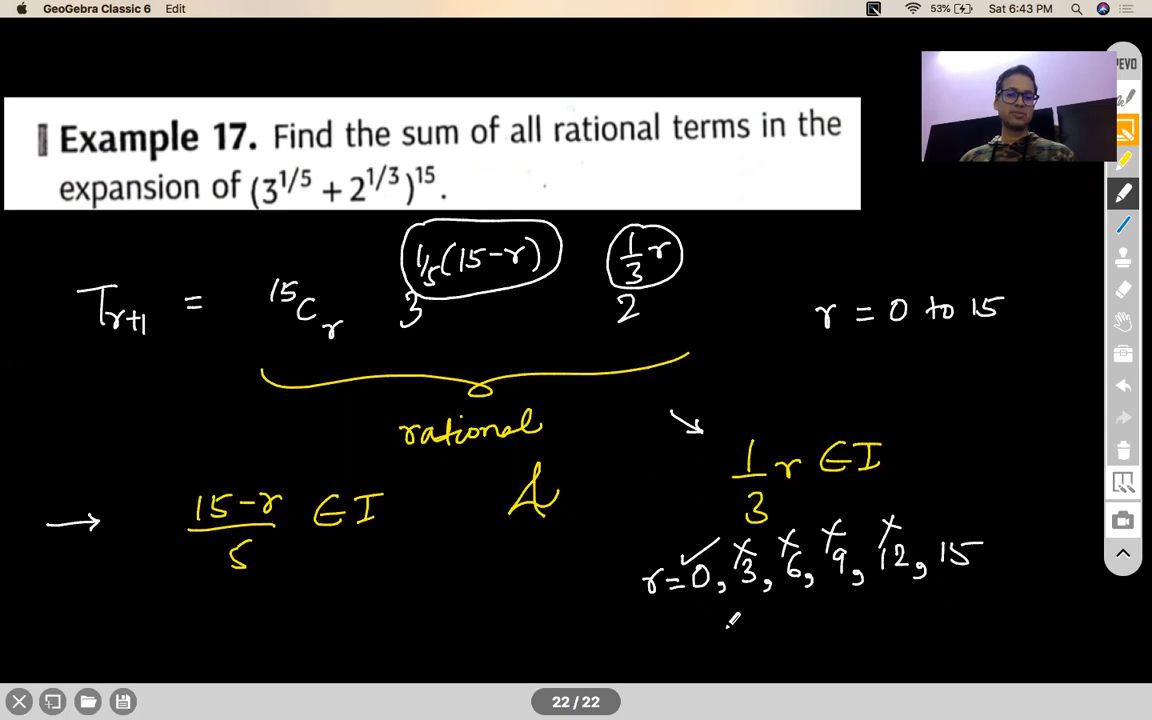 GeoGebra Classic 6 Edit 53% Sat 6:43 PM
Example 17. Find the sum of all rational terms in the
expansion of (3^{1/5} + 2^{1/3})^{15}.
T_{r+1} = ^{15}C_r 3^{1/5(15-r)} 2^{1/3 r} r = 0 to 15
rational
1/3 r ∈ I
15-r/5 ∈ I &
r = 0, 3, 6, 9, 12, 15
22 / 22